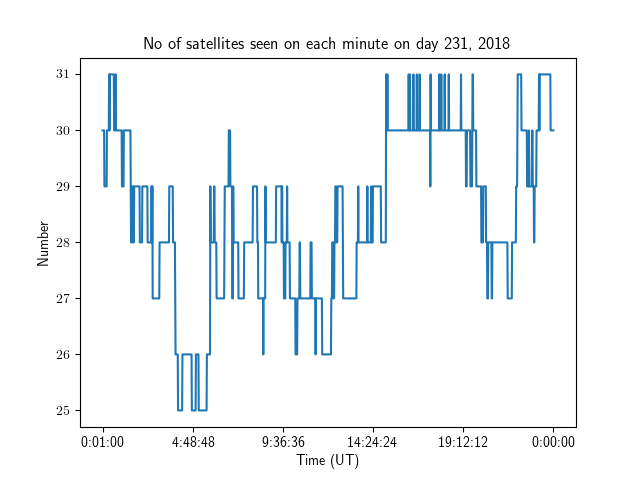 No of satellites seen on each minute on day 231, 2018
31
30
29
28
27
26
25
Number
0:01:00 4:48:48 9:36:36 14:24:24 19:12:12 0:00:00
Time (UT)